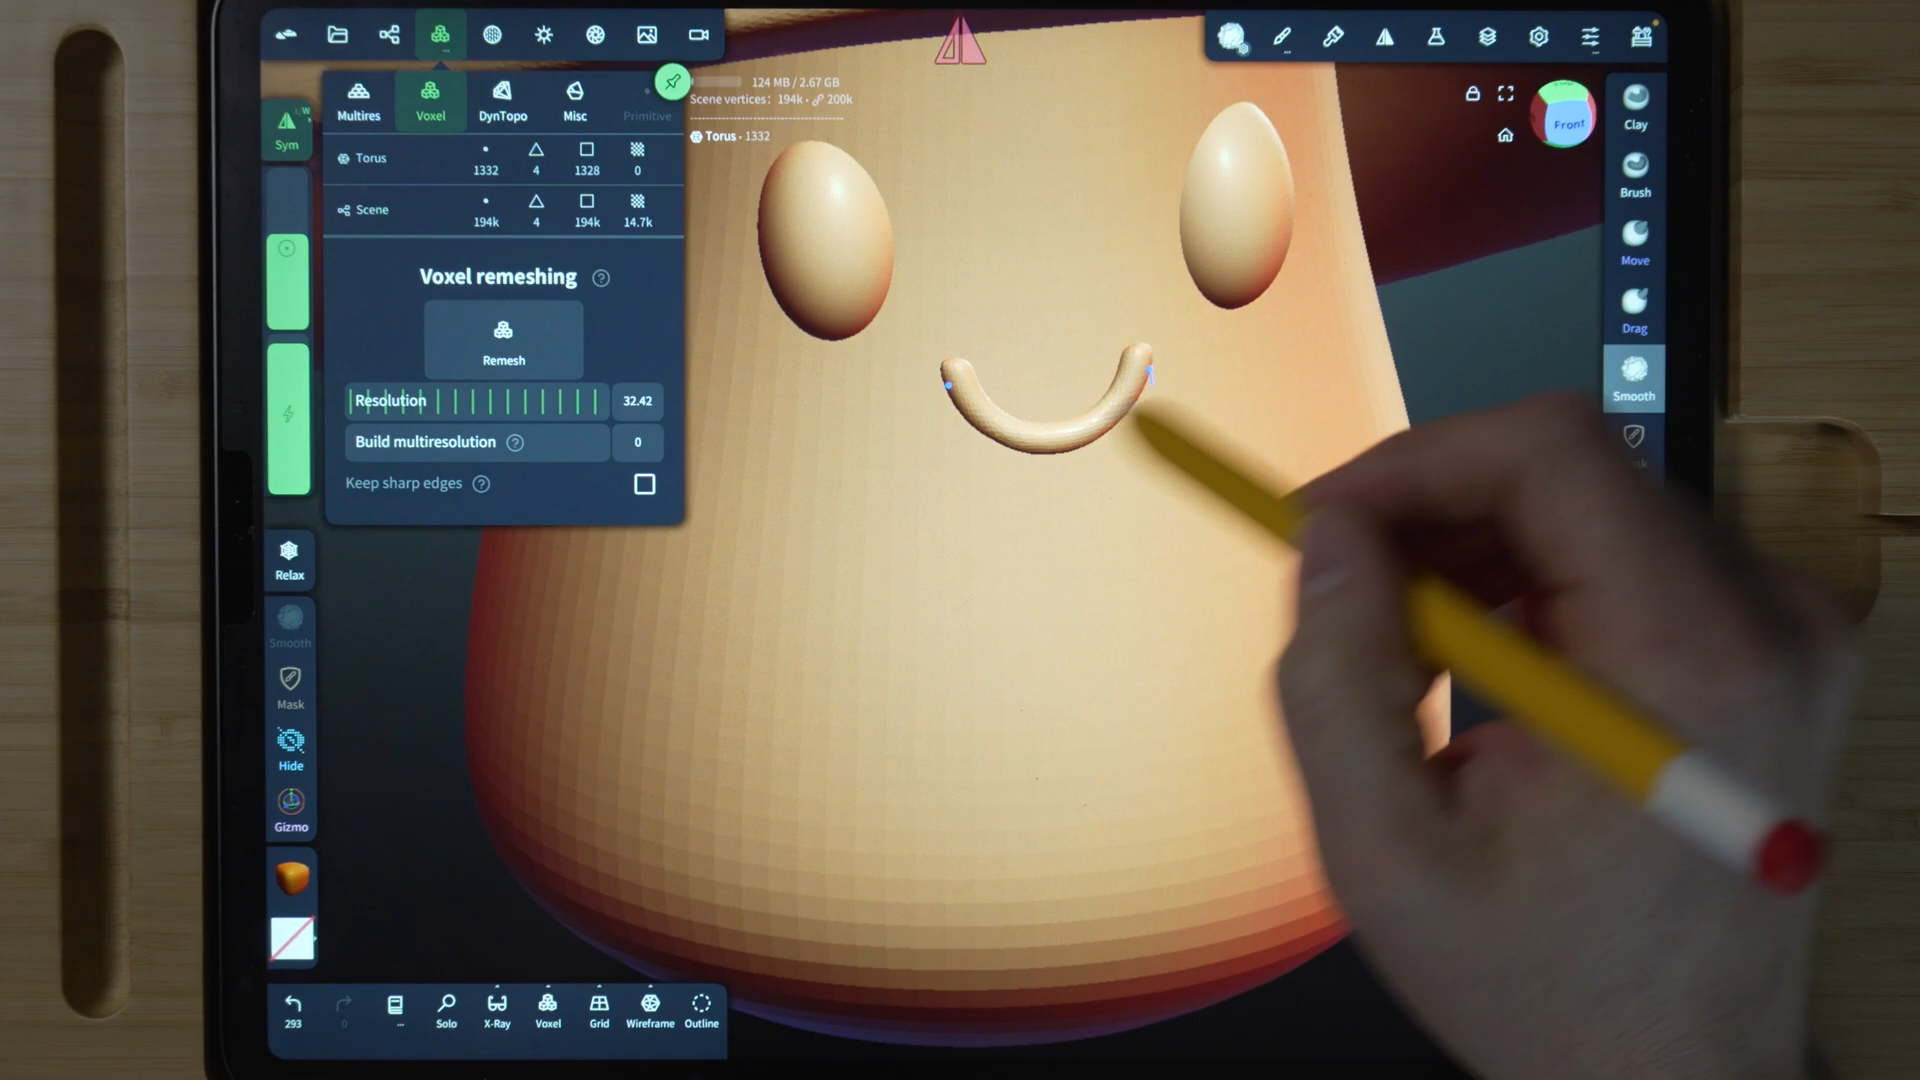 124 MB / 2.67 GB
Scene vertices: 194k · 200k
Torus · 1332
Multires
Voxel
DynTopo
Misc
Primitive
Torus
1332
4
1328
0
Scene
194k
4
194k
14.7k
Voxel remeshing ?
Remesh
Resolution
32.42
Build multiresolution ?
0
Keep sharp edges ?
Sym
Relax
Smooth
Mask
Hide
Gizmo
293
0
...
Solo
X-Ray
Voxel
Grid
Wireframe
Outline
Front
Clay
Brush
Move
Drag
Smooth